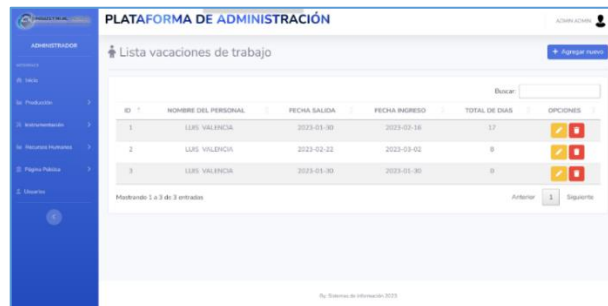 PLATAFORMA DE ADMINISTRACIÓN
ADMIN ADMIN
ADMINISTRADOR
Lista vacaciones de trabajo
+ Agregar nuevo
INTERFACE
Inicio
Producción
Instrumentación
Recursos Humanos
Página Pública
Usuarios
Buscar:
ID NOMBRE DEL PERSONAL FECHA SALIDA FECHA INGRESO TOTAL DE DIAS OPCIONES
1 LUIS VALENCIA 2023-01-30 2023-02-16 17
2 LUIS VALENCIA 2023-02-22 2023-03-02 8
3 LUIS VALENCIA 2023-01-30 2023-01-30 0
Mostrando 1 a 3 de 3 entradas
Anterior 1 Siguiente
By: Sistemas de Información 2023